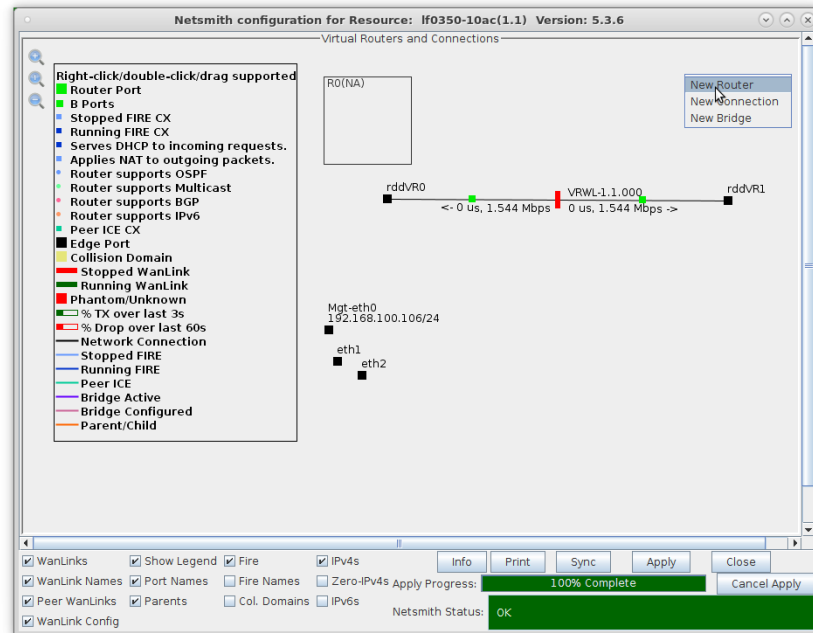 Netsmith configuration for Resource: lf0350-10ac(1.1) Version: 5.3.6
Virtual Routers and Connections
Right-click/double-click/drag supported
Router Port
B Ports
Stopped FIRE CX
Running FIRE CX
Serves DHCP to incoming requests.
Applies NAT to outgoing packets.
Router supports OSPF
Router supports Multicast
Router supports BGP
Router supports IPv6
Peer ICE CX
Edge Port
Collision Domain
Stopped WanLink
Running WanLink
Phantom/Unknown
% TX over last 3s
% Drop over last 60s
Network Connection
Stopped FIRE
Running FIRE
Peer ICE
Bridge Active
Bridge Configured
Parent/Child
R0(NA)
New Router
New Connection
New Bridge
rddVR0
VRWL-1.1.000
rddVR1
<- 0 us, 1.544 Mbps
0 us, 1.544 Mbps ->
Mgt-eth0
192.168.100.106/24
eth1
eth2
WanLinks Show Legend Fire IPv4s Info Print Sync Apply Close
WanLink Names Port Names Fire Names Zero-IPv4s Apply Progress: 100% Complete Cancel Apply
Peer WanLinks Parents Col. Domains IPv6s Netsmith Status: OK
WanLink Config